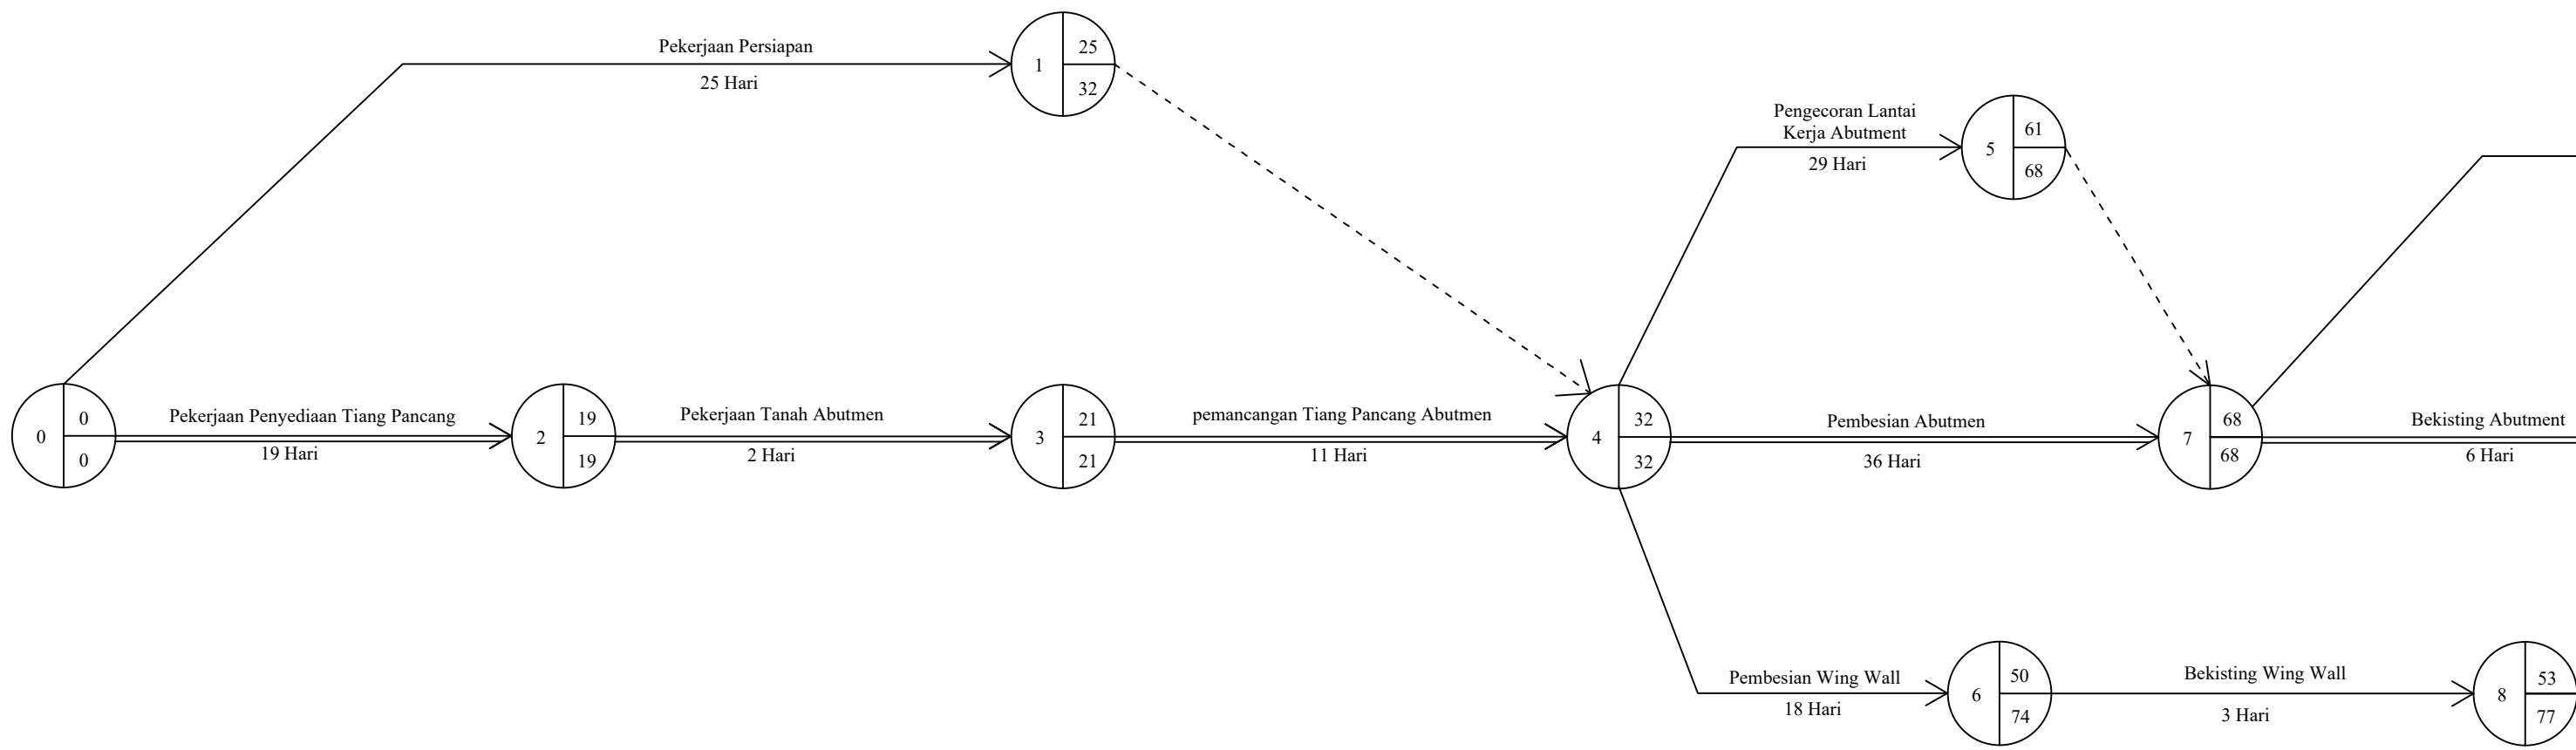 Pekerjaan Persiapan
25 Hari
1
25
32
Pengecoran Lantai
Kerja Abutment
29 Hari
5
61
68
0
0
0
Pekerjaan Penyediaan Tiang Pancang
19 Hari
2
19
19
Pekerjaan Tanah Abutmen
2 Hari
3
21
21
pemancangan Tiang Pancang Abutmen
11 Hari
4
32
32
Pembesian Abutmen
36 Hari
7
68
68
Bekisting Abutment
6 Hari
Pembesian Wing Wall
18 Hari
6
50
74
Bekisting Wing Wall
3 Hari
8
53
77